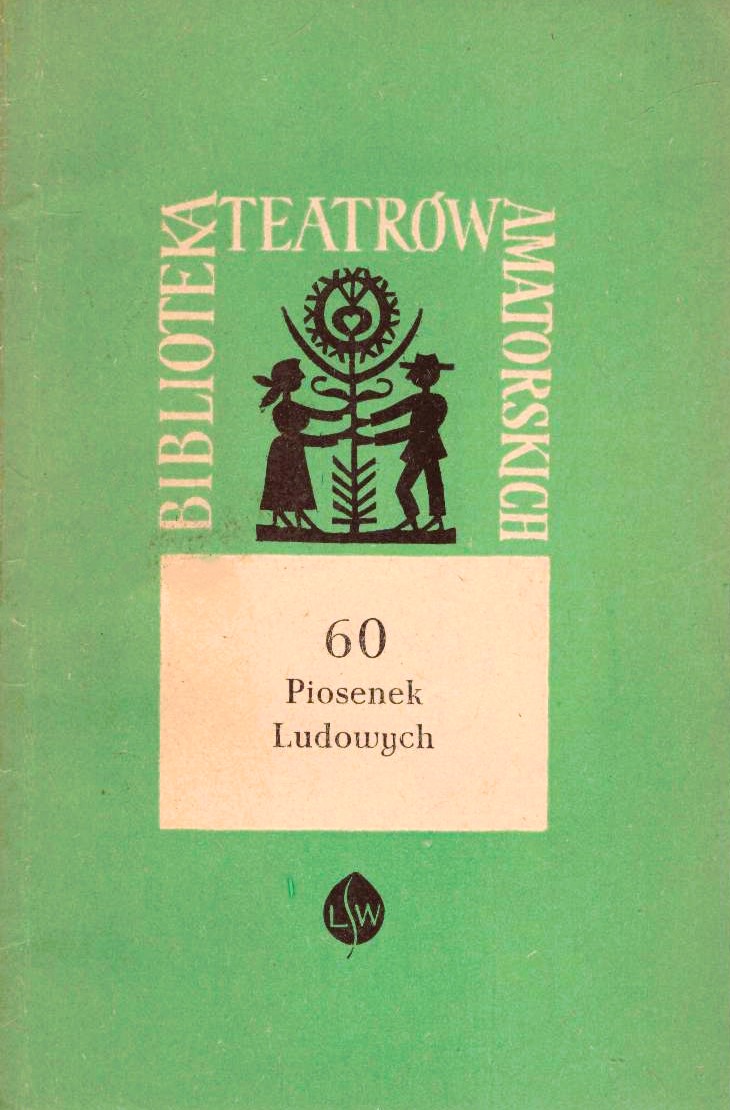 BIBLIOTEKA
TEATRÓW
AMATORSKICH
60
Piosenek
Ludowych
LSW